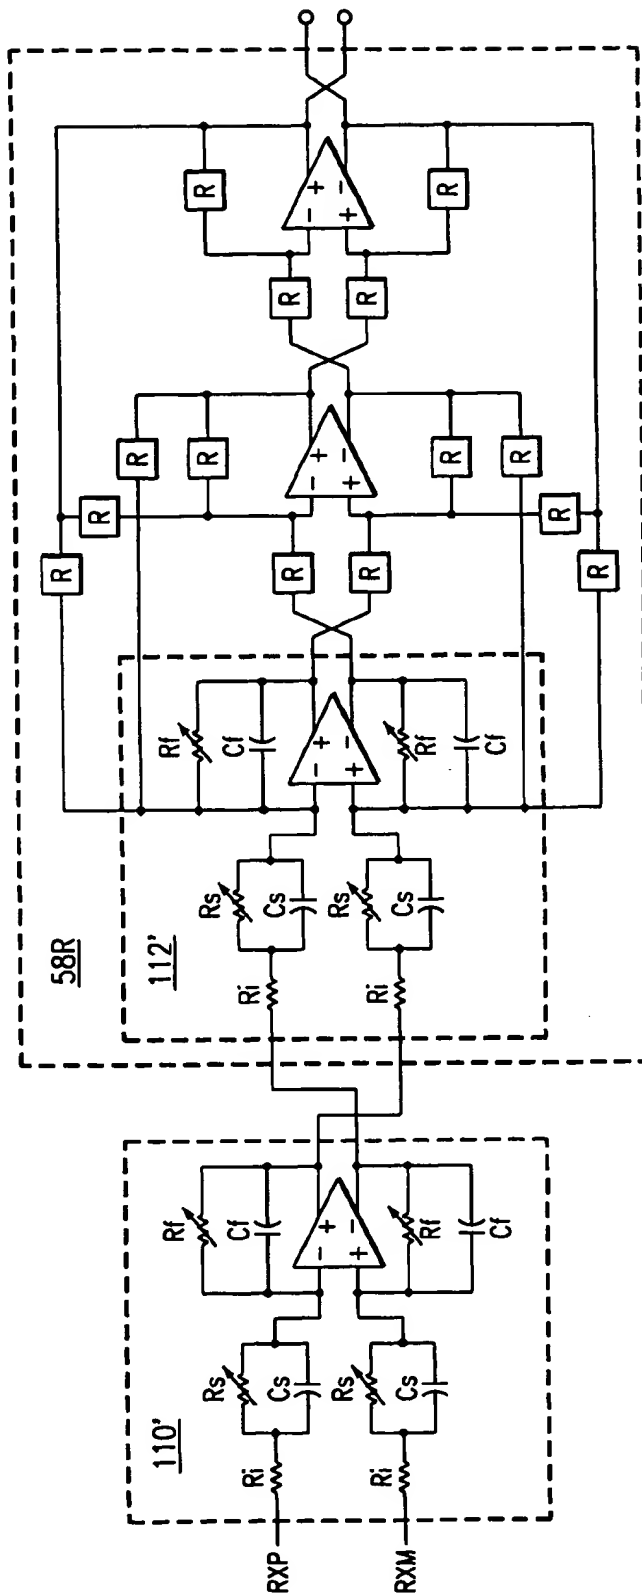 RXP
RXM
110'
Ri
Rs
Cs
Rf
Cf
- +
+ -
Ri
Rs
Cs
Rf
Cf
58R
112'
Ri
Rs
Cs
Rf
Cf
- +
+ -
Ri
Rs
Cs
Rf
Cf
R
R
R
R
R
R
- +
+ -
R
R
R
R
R
R
- +
+ -
R
R